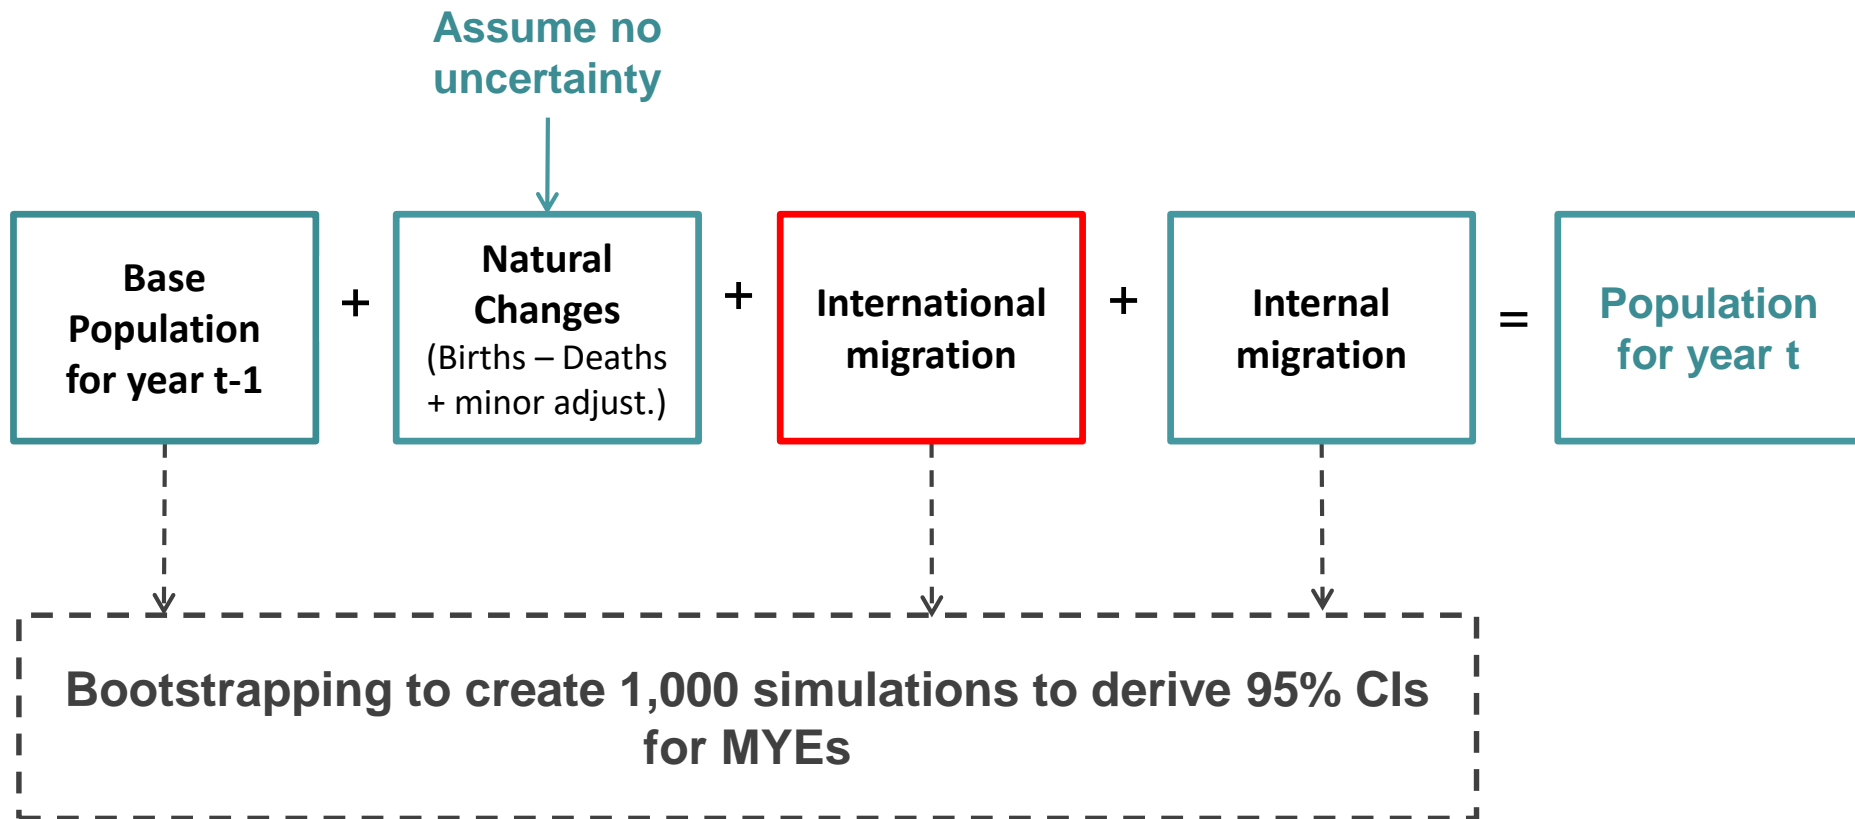 Assume no
uncertainty
Base
Population
for year t-1
+
Natural
Changes
(Births – Deaths
+ minor adjust.)
+
International
migration
+
Internal
migration
=
Population
for year t
Bootstrapping to create 1,000 simulations to derive 95% CIs
for MYEs